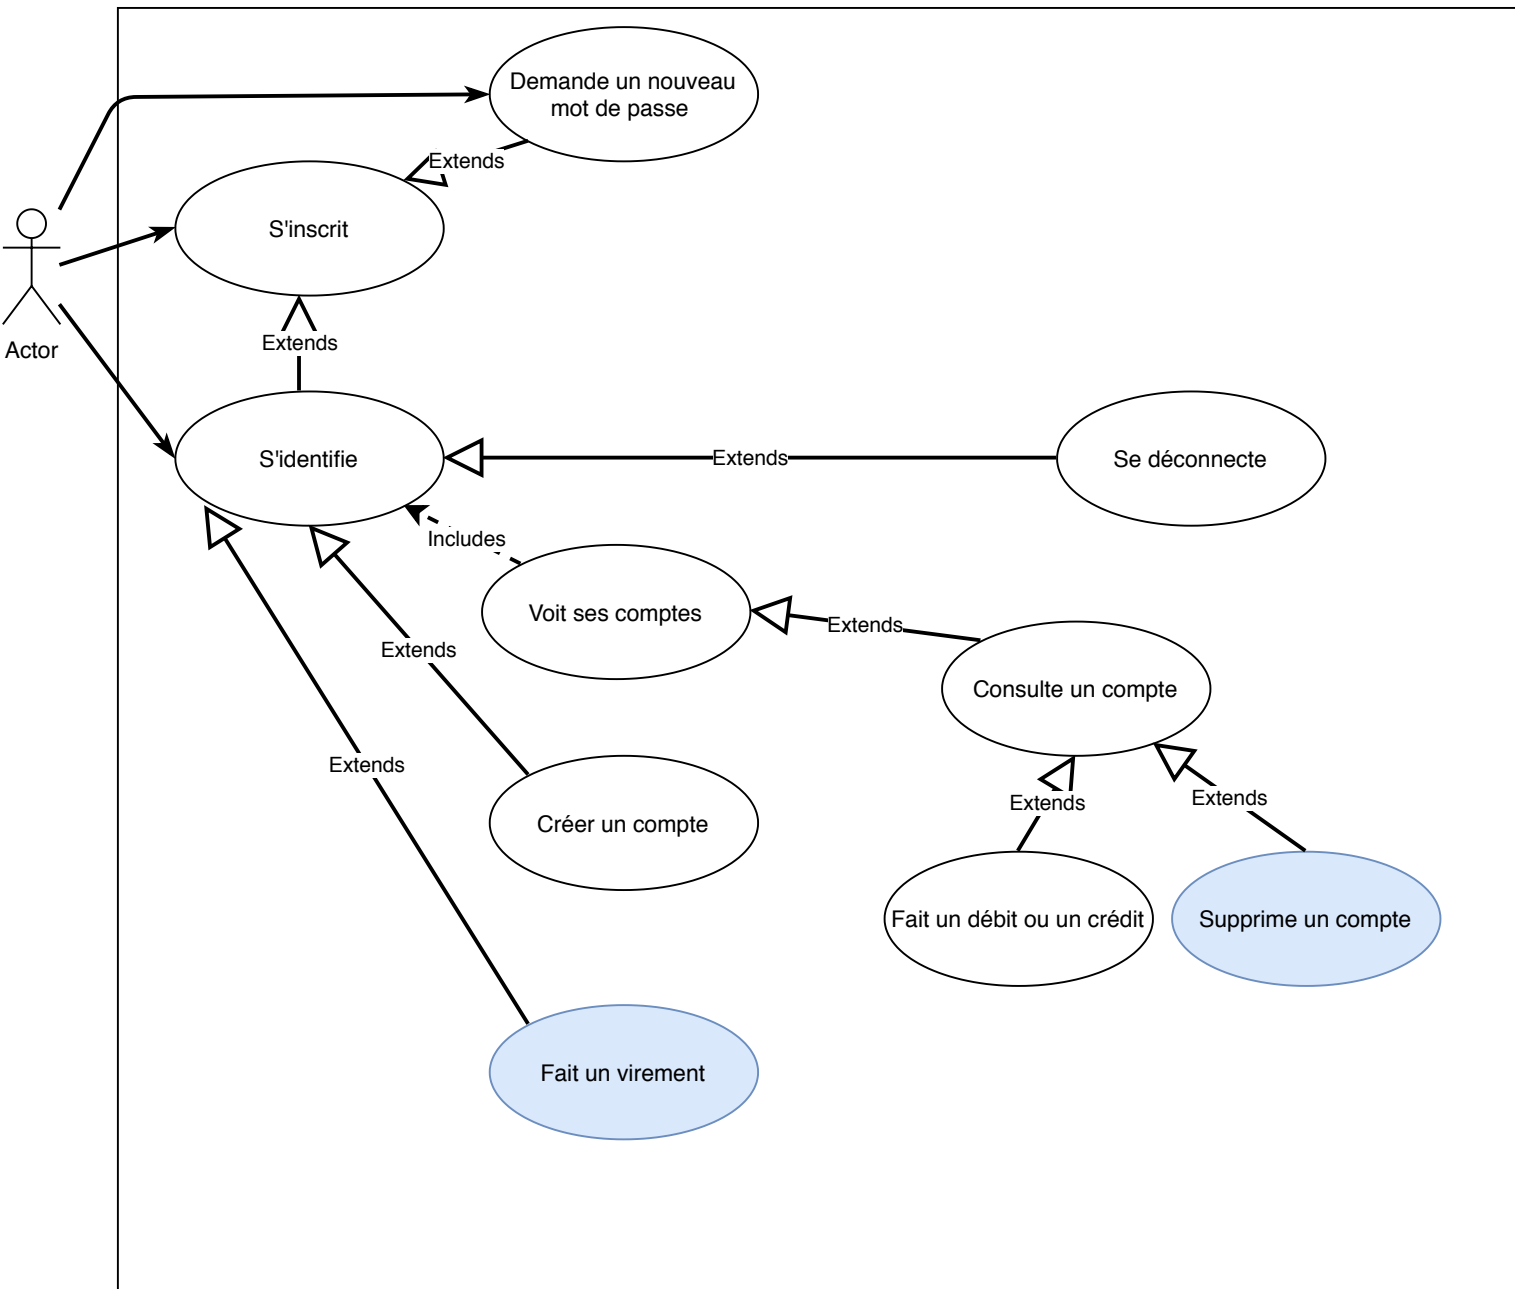 Demande un nouveau
mot de passe
Extends
S'inscrit
Actor
Extends
S'identifie
Extends
Se déconnecte
Includes
Voit ses comptes
Extends
Extends
Consulte un compte
Extends
Extends
Extends
Créer un compte
Fait un débit ou un crédit
Supprime un compte
Fait un virement